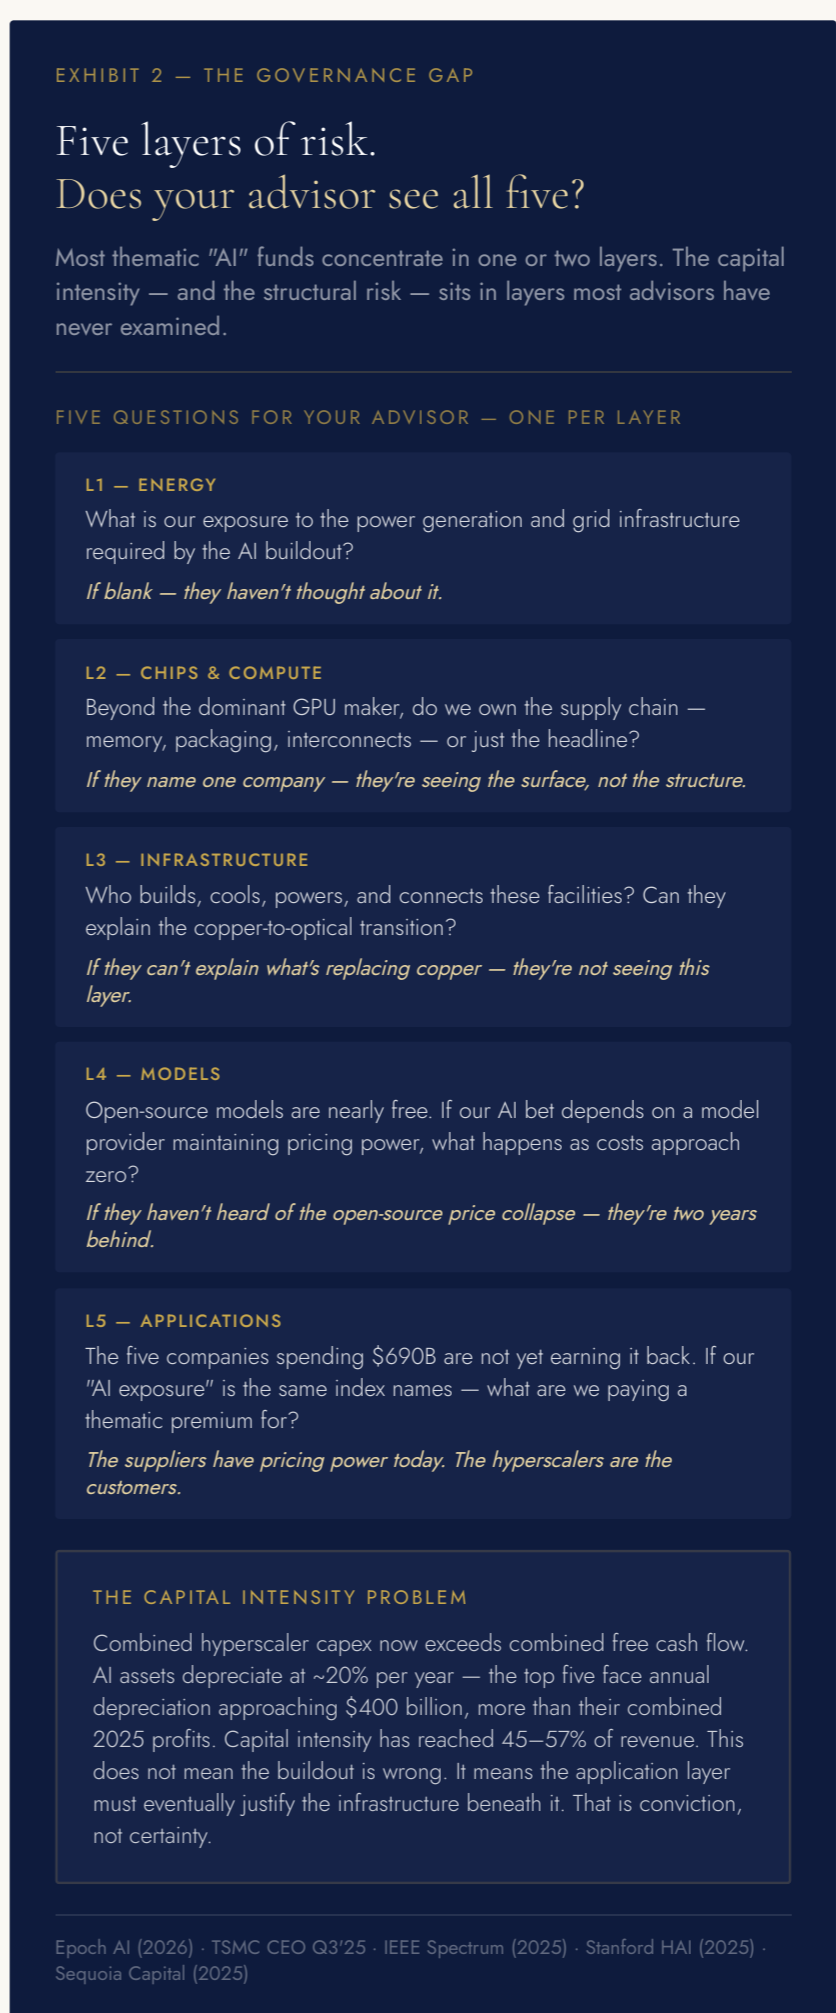 EXHIBIT 2 — THE GOVERNANCE GAP
Five layers of risk.
Does your advisor see all five?
Most thematic "AI" funds concentrate in one or two layers. The capital
intensity — and the structural risk — sits in layers most advisors have
never examined.
FIVE QUESTIONS FOR YOUR ADVISOR — ONE PER LAYER
L1 — ENERGY
What is our exposure to the power generation and grid infrastructure
required by the AI buildout?
If blank — they haven't thought about it.
L2 — CHIPS & COMPUTE
Beyond the dominant GPU maker, do we own the supply chain —
memory, packaging, interconnects — or just the headline?
If they name one company — they're seeing the surface, not the structure.
L3 — INFRASTRUCTURE
Who builds, cools, powers, and connects these facilities? Can they
explain the copper-to-optical transition?
If they can't explain what's replacing copper — they're not seeing this
layer.
L4 — MODELS
Open-source models are nearly free. If our AI bet depends on a model
provider maintaining pricing power, what happens as costs approach
zero?
If they haven't heard of the open-source price collapse — they're two years
behind.
L5 — APPLICATIONS
The five companies spending $690B are not yet earning it back. If our
"AI exposure" is the same index names — what are we paying a
thematic premium for?
The suppliers have pricing power today. The hyperscalers are the
customers.
THE CAPITAL INTENSITY PROBLEM
Combined hyperscaler capex now exceeds combined free cash flow.
AI assets depreciate at ~20% per year — the top five face annual
depreciation approaching $400 billion, more than their combined
2025 profits. Capital intensity has reached 45–57% of revenue. This
does not mean the buildout is wrong. It means the application layer
must eventually justify the infrastructure beneath it. That is conviction,
not certainty.
Epoch AI (2026) · TSMC CEO Q3'25 · IEEE Spectrum (2025) · Stanford HAI (2025) ·
Sequoia Capital (2025)